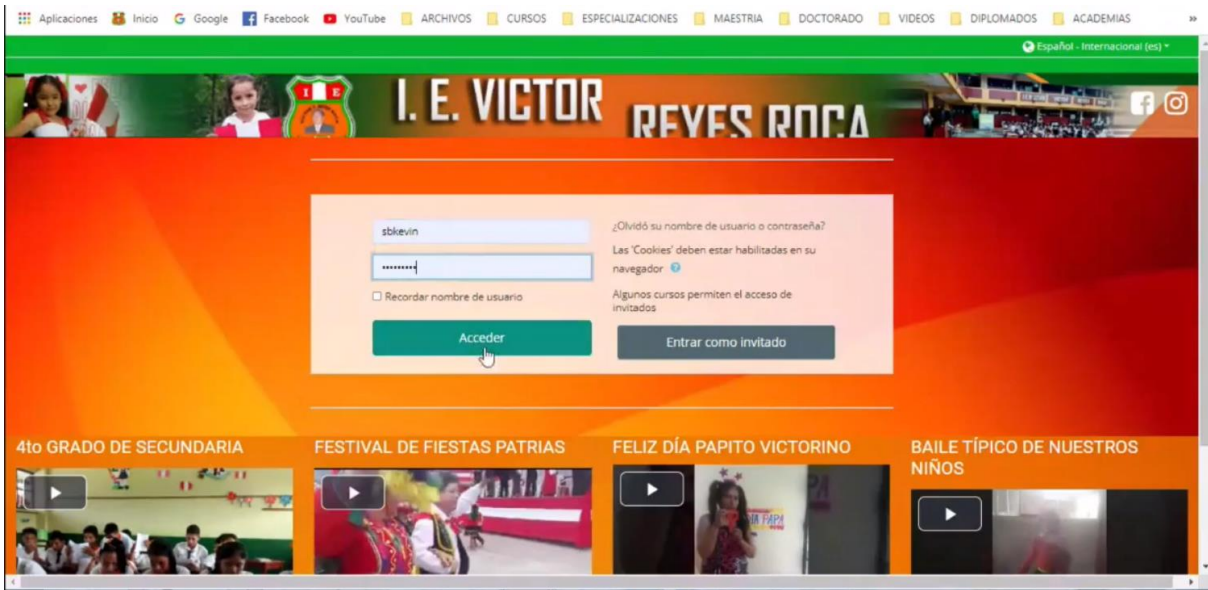 Aplicaciones Inicio Google Facebook YouTube ARCHIVOS CURSOS ESPECIALIZACIONES MAESTRIA DOCTORADO VIDEOS DIPLOMADOS ACADEMIAS »
Español - Internacional (es)
I E
I. E. VICTOR REYES ROCA
sbkevin
•••••••••
Recordar nombre de usuario
Acceder
¿Olvidó su nombre de usuario o contraseña?
Las 'Cookies' deben estar habilitadas en su
navegador
Algunos cursos permiten el acceso de
invitados
Entrar como invitado
4to GRADO DE SECUNDARIA
FESTIVAL DE FIESTAS PATRIAS
FELIZ DÍA PAPITO VICTORINO
BAILE TÍPICO DE NUESTROS
NIÑOS